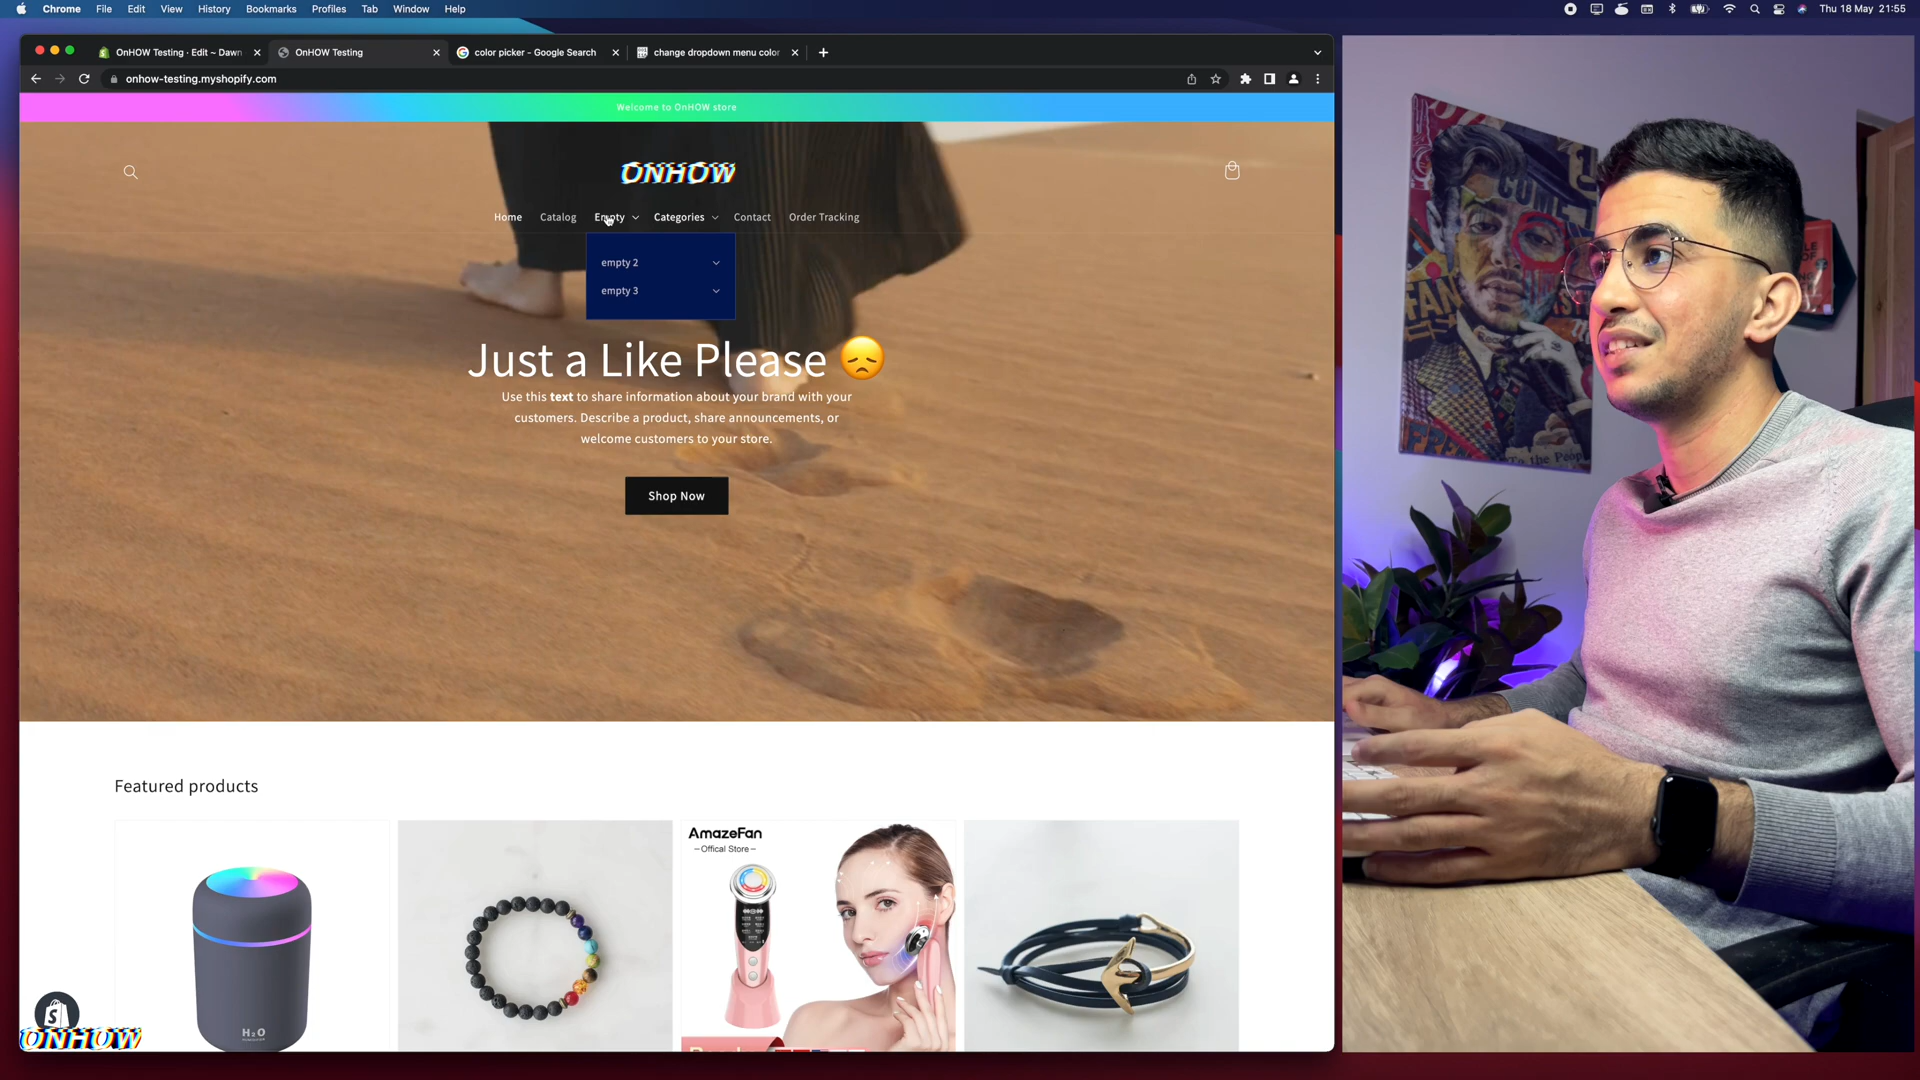 Chrome File Edit View History Bookmarks Profiles Tab Window Help Thu 18 May 21:55
OnHOW Testing · Edit ~ Dawn OnHOW Testing color picker - Google Search change dropdown menu color
onhow-testing.myshopify.com
Welcome to OnHOW store
ONHOW
Home Catalog Empty Categories Contact Order Tracking
empty 2
empty 3
Just a Like Please 😞
Use this text to share information about your brand with your
customers. Describe a product, share announcements, or
welcome customers to your store.
Shop Now
Featured products
AmazeFan
–Offical Store–
H2O
ONHOW
To the People